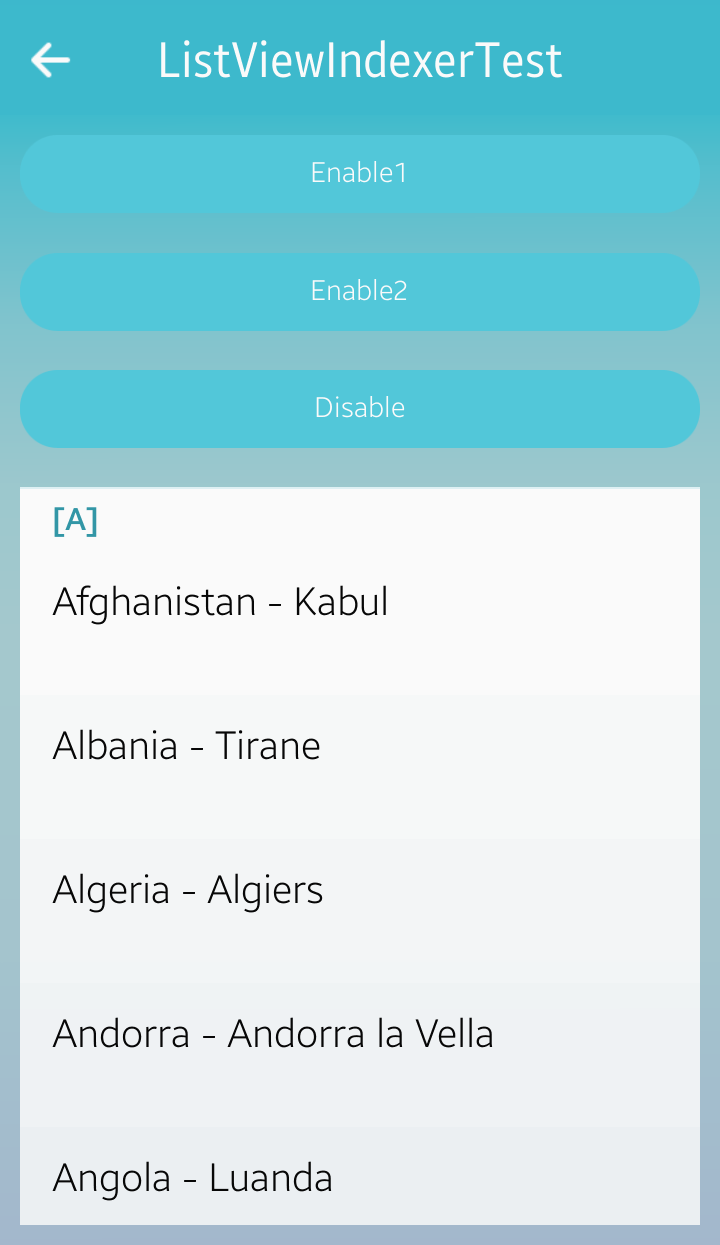 ListViewIndexerTest
Enable1
Enable2
Disable
[A]
Afghanistan - Kabul
Albania - Tirane
Algeria - Algiers
Andorra - Andorra la Vella
Angola - Luanda